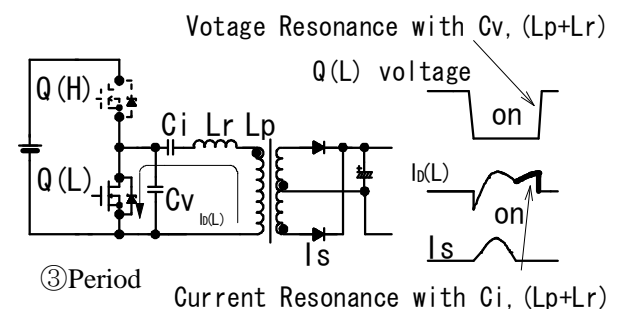 Votage Resonance with Cv, (Lp+Lr)
Q(L) voltage
Q(H)
on
Ci Lr Lp
Q(L)
Cv
ID(L)
ID(L)
on
Is
Is
③Period
Current Resonance with Ci, (Lp+Lr)